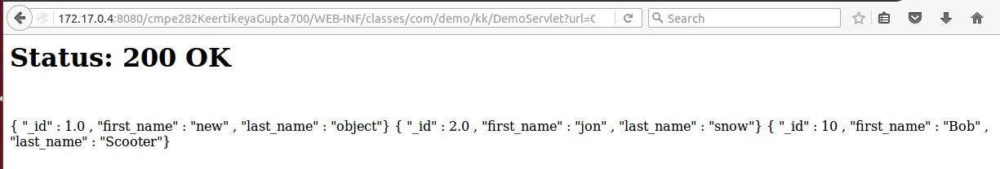 172.17.0.4:8080/cmpe282KeertikeyaGupta700/WEB-INF/classes/com/demo/kk/DemoServlet?url=
Search
Status: 200 OK
{ "_id" : 1.0 , "first_name" : "new" , "last_name" : "object"} { "_id" : 2.0 , "first_name" : "jon" , "last_name" : "snow"} { "_id" : 10 , "first_name" : "Bob" ,
"last_name" : "Scooter"}